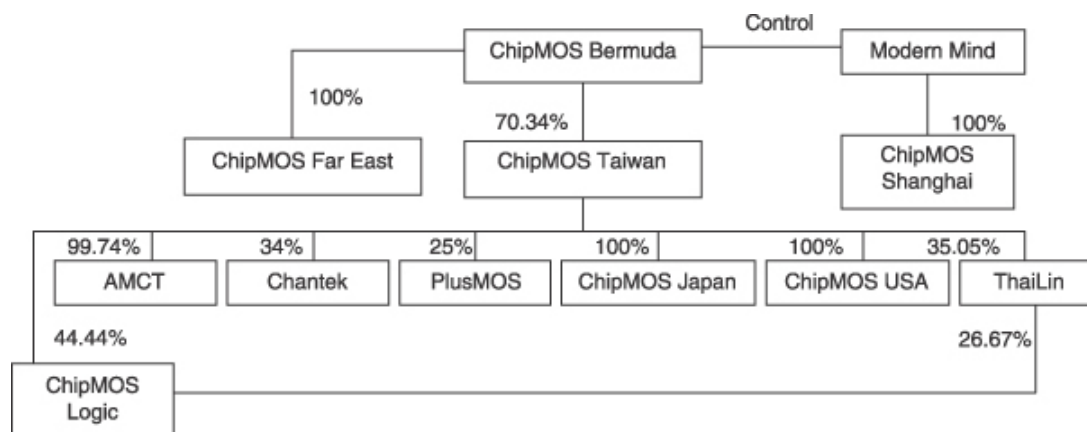 Control
ChipMOS Bermuda
Modern Mind
100%
70.34%
100%
ChipMOS Far East
ChipMOS Taiwan
ChipMOS
Shanghai
99.74%
34%
25%
100%
100%
35.05%
AMCT
Chantek
PlusMOS
ChipMOS Japan
ChipMOS USA
ThaiLin
44.44%
26.67%
ChipMOS
Logic